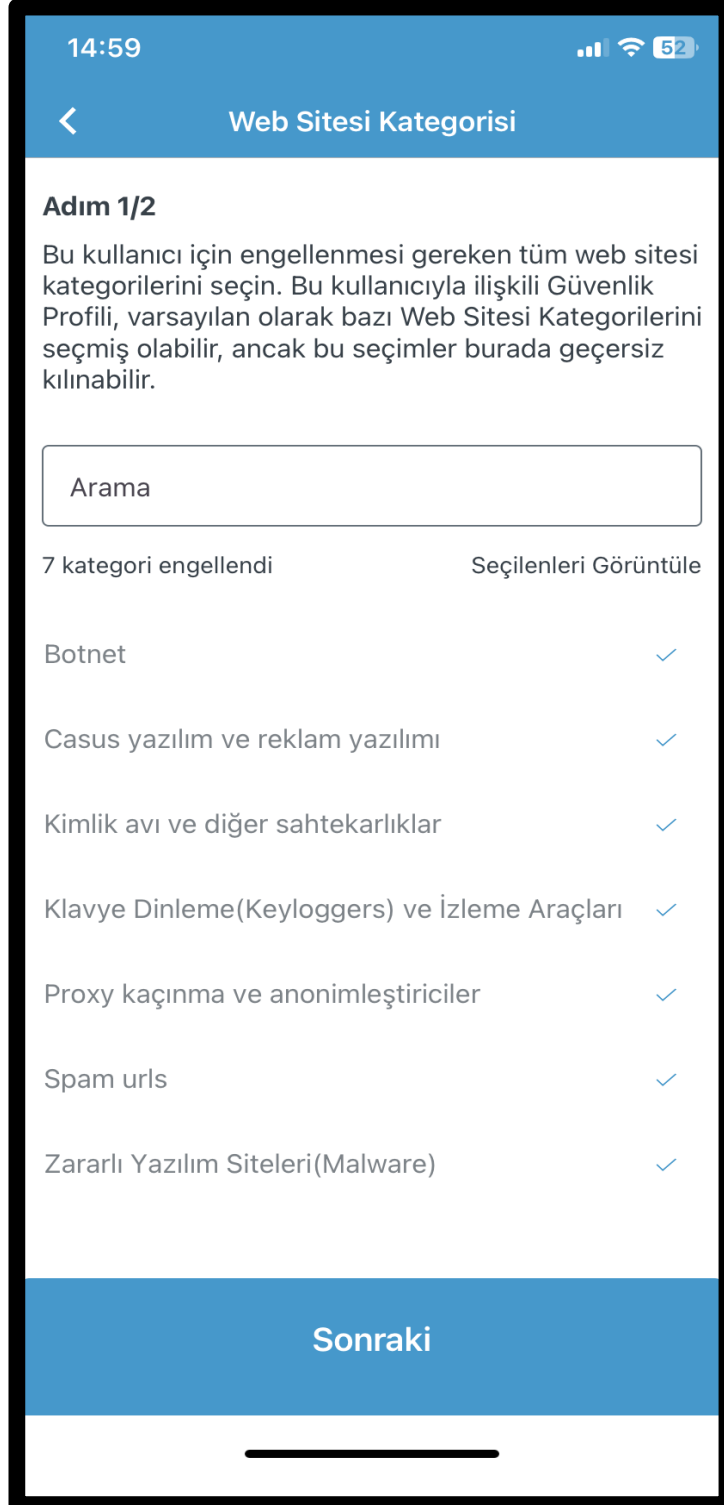 14:59
52
Web Sitesi Kategorisi
Adım 1/2
Bu kullanıcı için engellenmesi gereken tüm web sitesi
kategorilerini seçin. Bu kullanıcıyla ilişkili Güvenlik
Profili, varsayılan olarak bazı Web Sitesi Kategorilerini
seçmiş olabilir, ancak bu seçimler burada geçersiz
kılınabilir.
Arama
7 kategori engellendi
Seçilenleri Görüntüle
Botnet
Casus yazılım ve reklam yazılımı
Kimlik avı ve diğer sahtekarlıklar
Klavye Dinleme(Keyloggers) ve İzleme Araçları
Proxy kaçınma ve anonimleştiriciler
Spam urls
Zararlı Yazılım Siteleri(Malware)
Sonraki